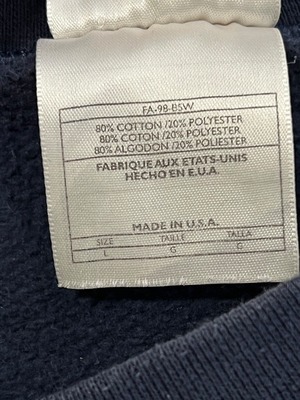 FA-98-BSW
80% COTTON /20% POLYESTER
80% COTON /20% POLYESTER
80% ALGODON /20% POLIESTER
FABRIQUE AUX ETATS-UNIS
HECHO EN E.U.A.
MADE IN U.S.A.
SIZE TAILLE TALLA
L G G